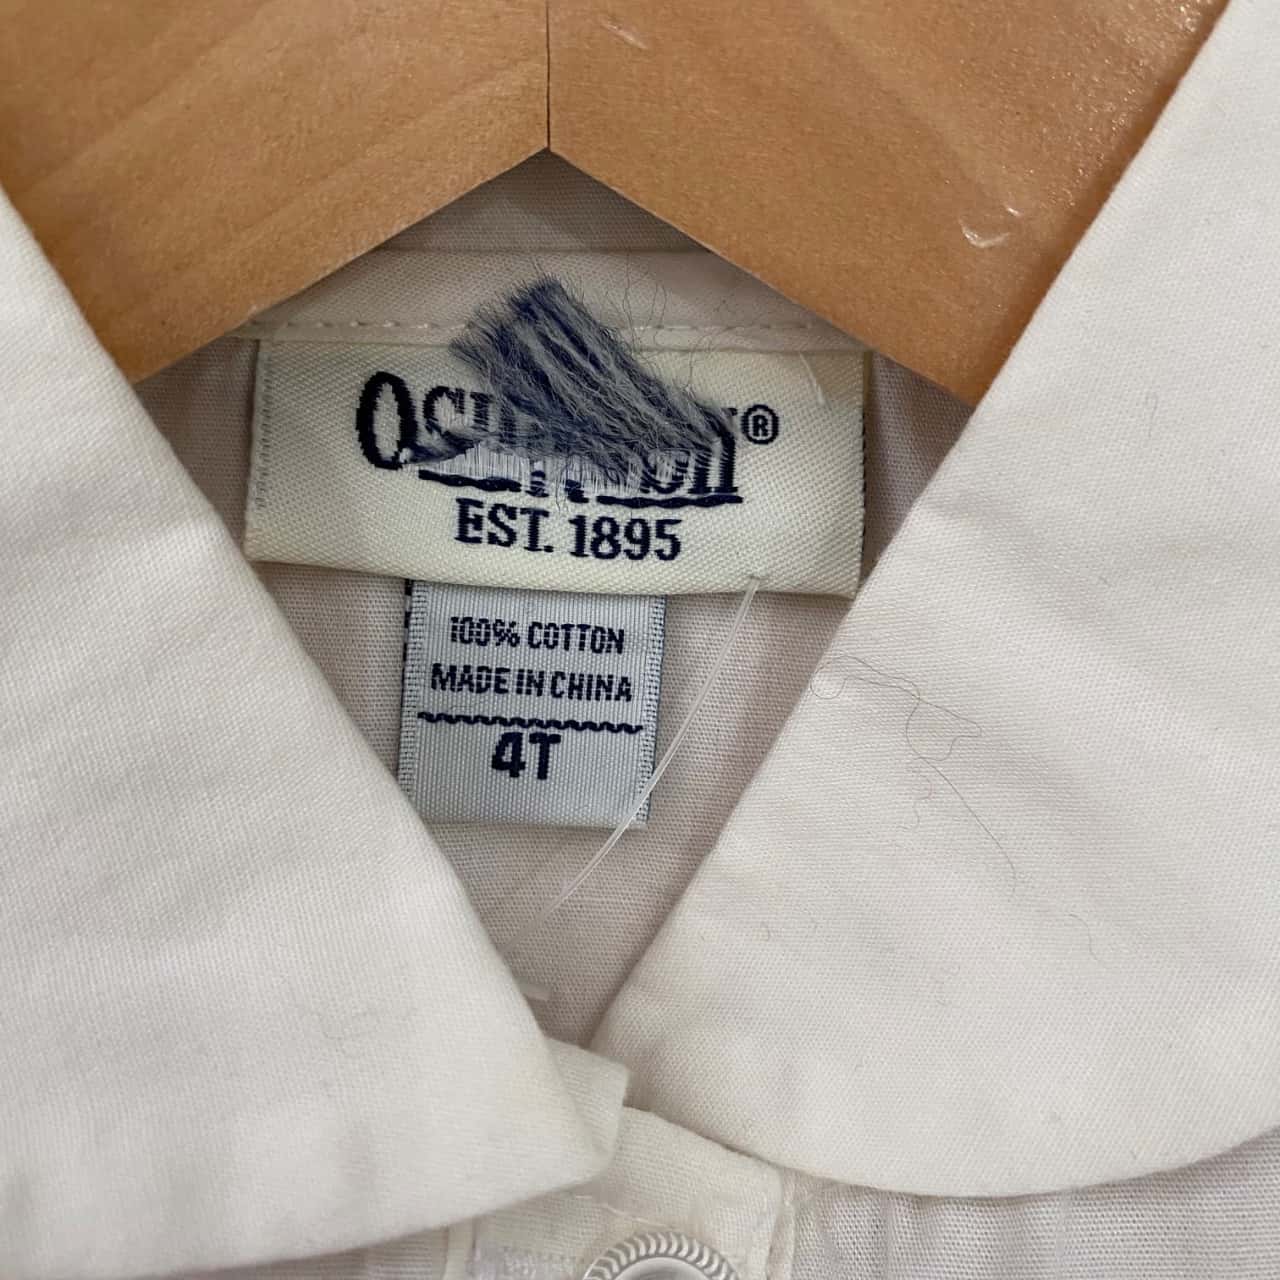 ®
EST. 1895
100% COTTON
MADE IN CHINA
4T